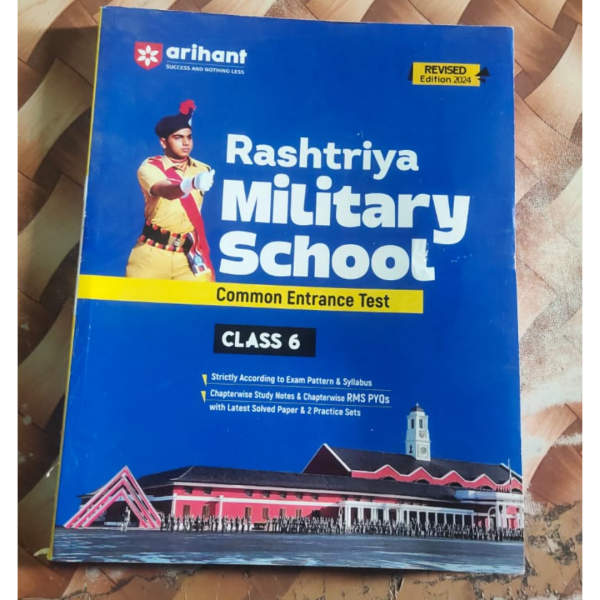 arihant
SUCCESS AND NOTHING LESS
REVISED
Edition 2024
Rashtriya
Military
School
Common Entrance Test
CLASS 6
Strictly According to Exam Pattern & Syllabus
Chapterwise Study Notes & Chapterwise RMS PYQs
with Latest Solved Paper & 2 Practice Sets